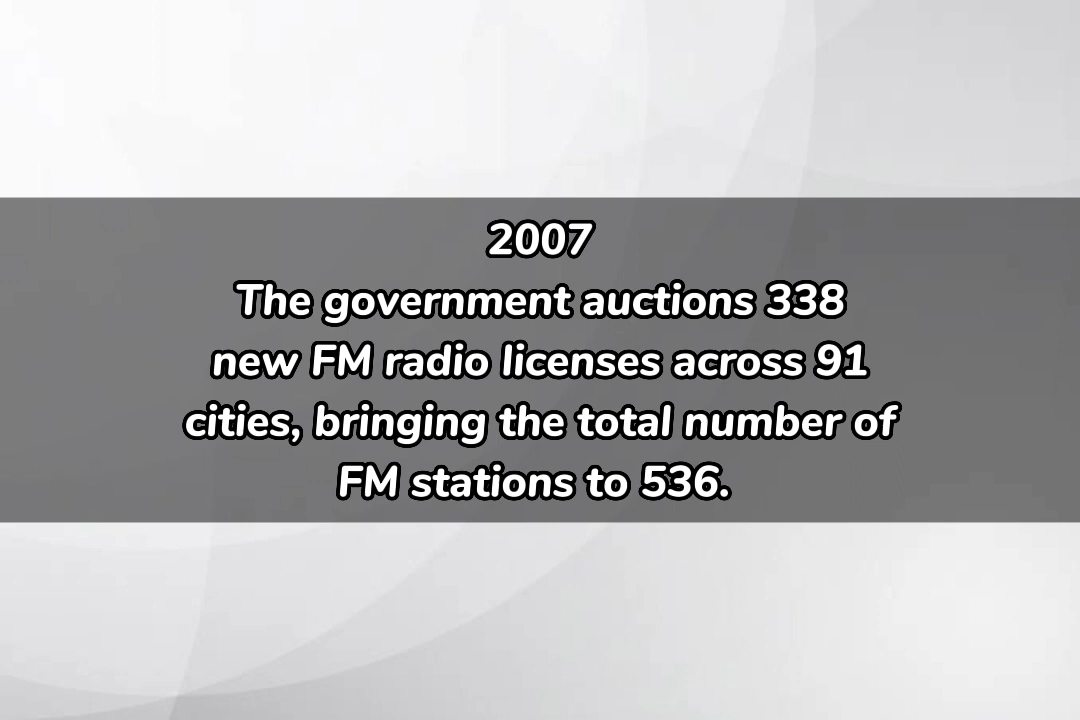 2007
The government auctions 338
new FM radio licenses across 91
cities, bringing the total number of
FM stations to 536.